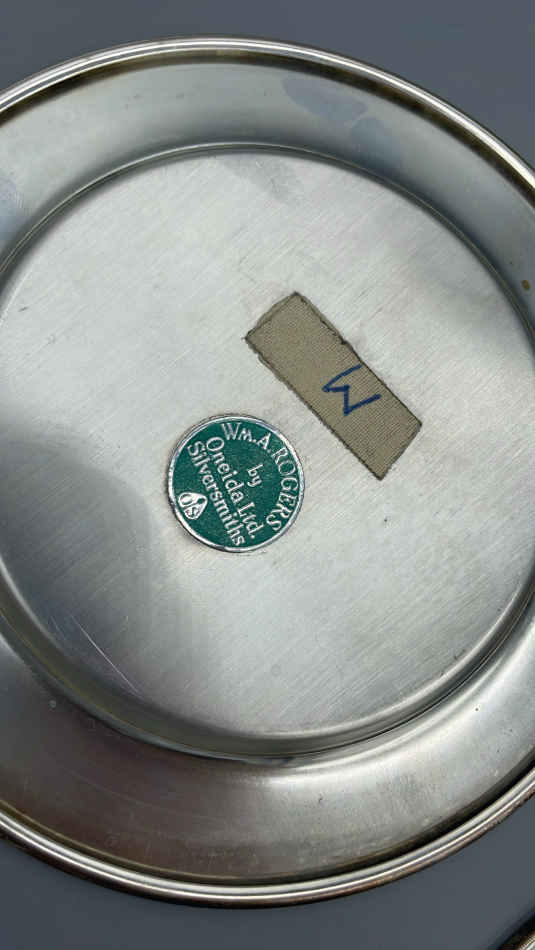 Wm. A. ROGERS
by
Oneida Ltd.
Silversmiths
OS
M